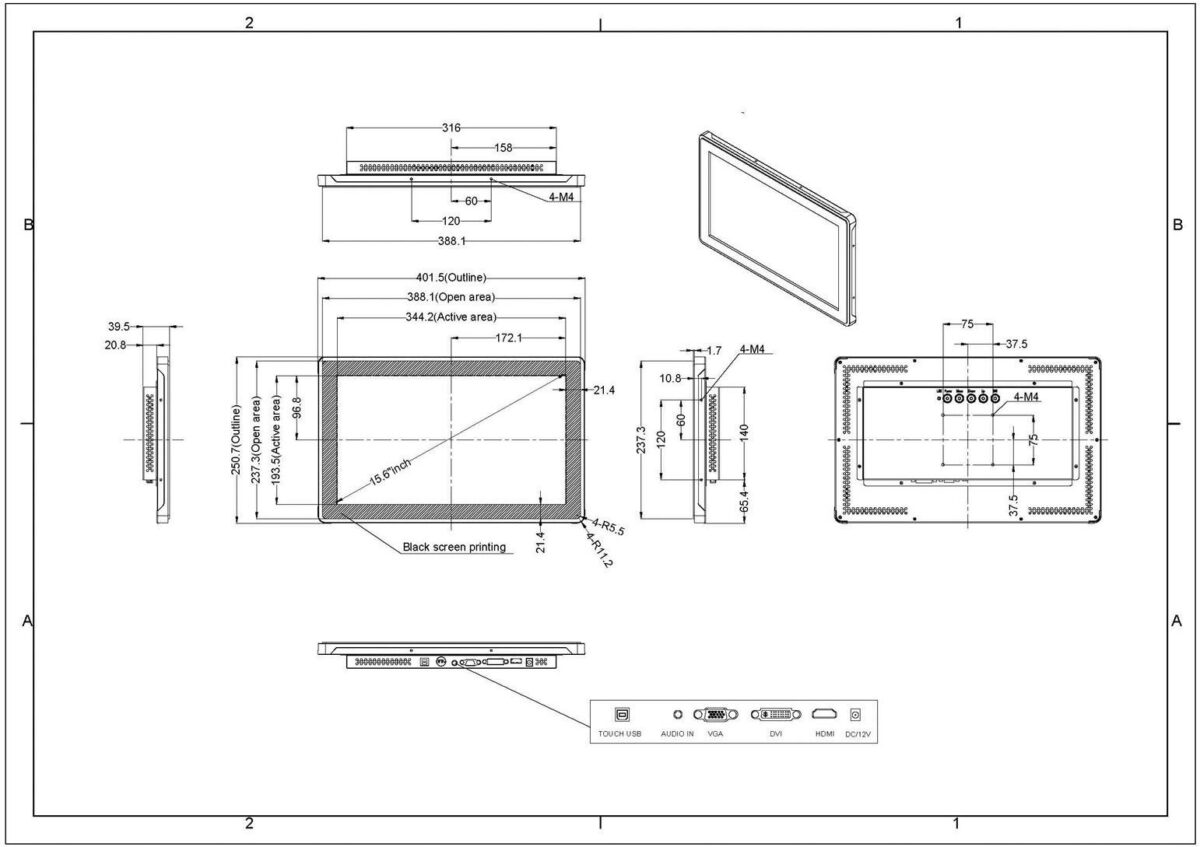 2
1
B
B
A
A
2
1
316
158
60
4-M4
120
388.1
401.5(Outline)
388.1(Open area)
344.2(Active area)
172.1
39.5
20.8
250.7(Outline)
237.3(Open area)
193.5(Active area)
96.8
15.6"inch
21.4
21.4
4-R5.5
4-R11.2
Black screen printing
1.7
4-M4
10.8
237.3
120
60
140
65.4
75
37.5
4-M4
75
37.5
TOUCH USB
AUDIO IN
VGA
DVI
HDMI
DC/12V